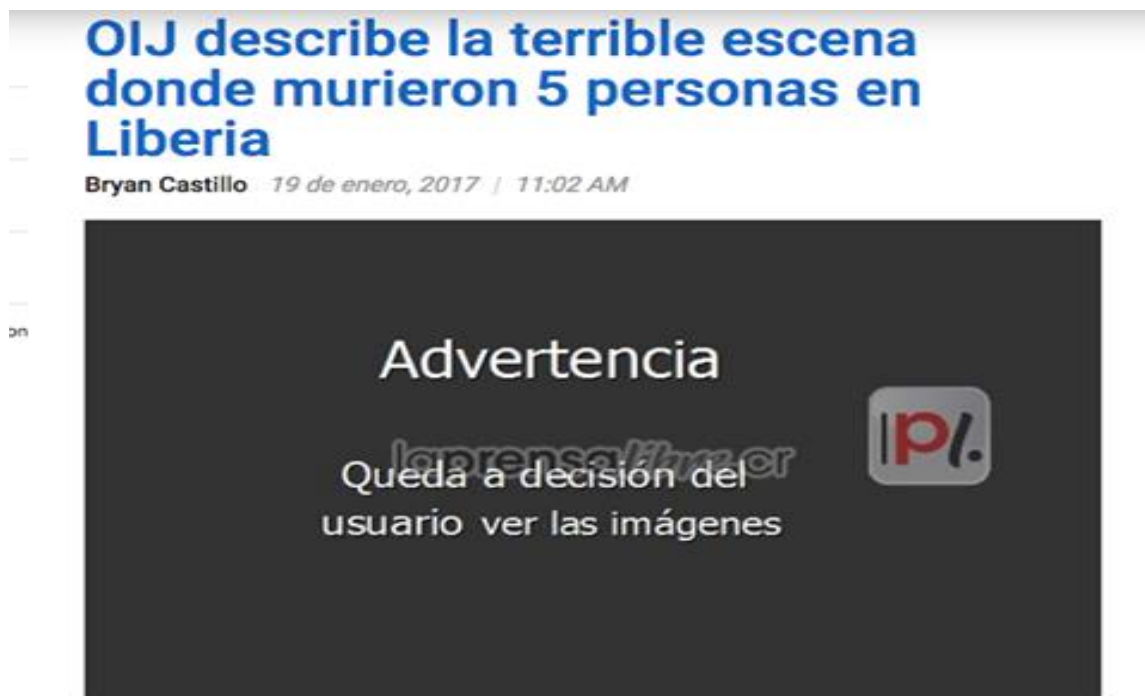 OIJ describe la terrible escena
donde murieron 5 personas en
Liberia
Bryan Castillo 19 de enero, 2017 | 11:02 AM
on
Advertencia
laprensalibre.cr
Queda a decisión del
usuario ver las imágenes
lpl.